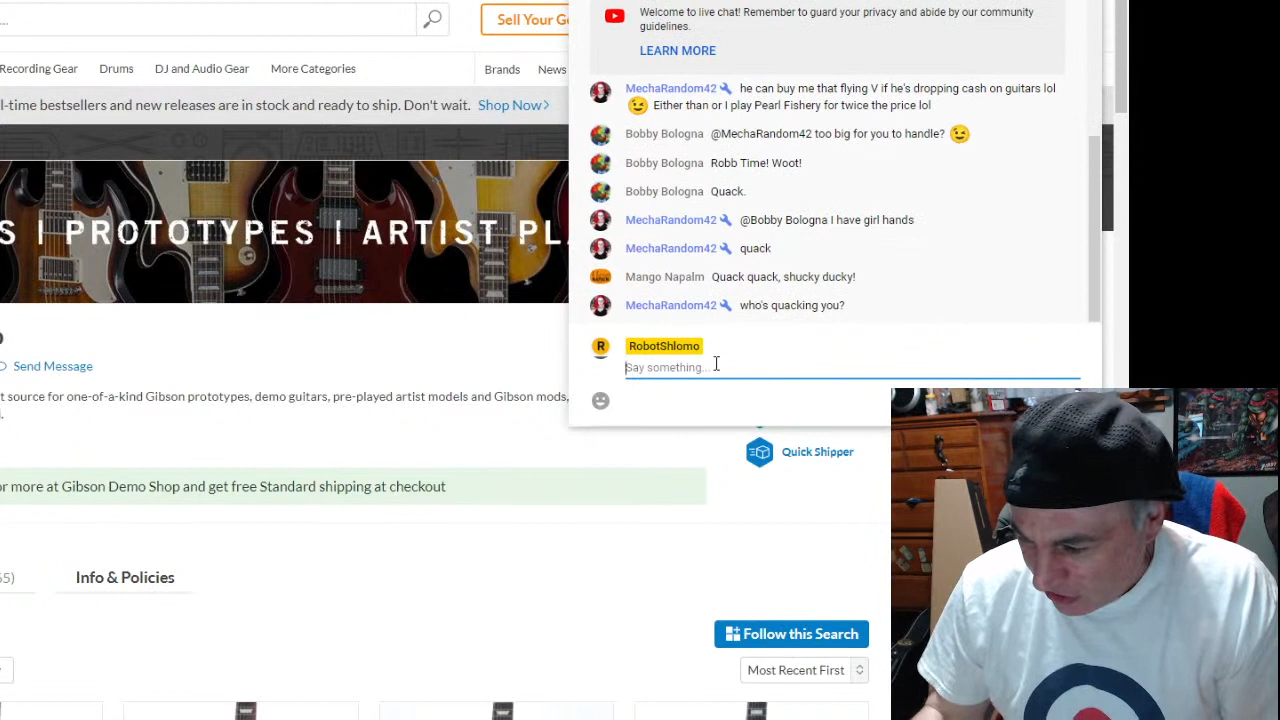 ...
Sell Your G
Recording Gear Drums DJ and Audio Gear More Categories Brands News
l-time bestsellers and new releases are in stock and ready to ship. Don't wait. Shop Now
S | PROTOTYPES | ARTIST PL
Send Message
t source for one-of-a-kind Gibson prototypes, demo guitars, pre-played artist models and Gibson mods,
Quick Shipper
or more at Gibson Demo Shop and get free Standard shipping at checkout
Info & Policies
Follow this Search
Most Recent First
Welcome to live chat! Remember to guard your privacy and abide by our community
guidelines.
LEARN MORE
MechaRandom42 he can buy me that flying V if he's dropping cash on guitars lol
😉 Either than or I play Pearl Fishery for twice the price lol
Bobby Bologna @MechaRandom42 too big for you to handle? 😉
Bobby Bologna Robb Time! Woot!
Bobby Bologna Quack.
MechaRandom42 @Bobby Bologna I have girl hands
MechaRandom42 quack
Mango Napalm Quack quack, shucky ducky!
MechaRandom42 who's quacking you?
R RobotShlomo
Say something...